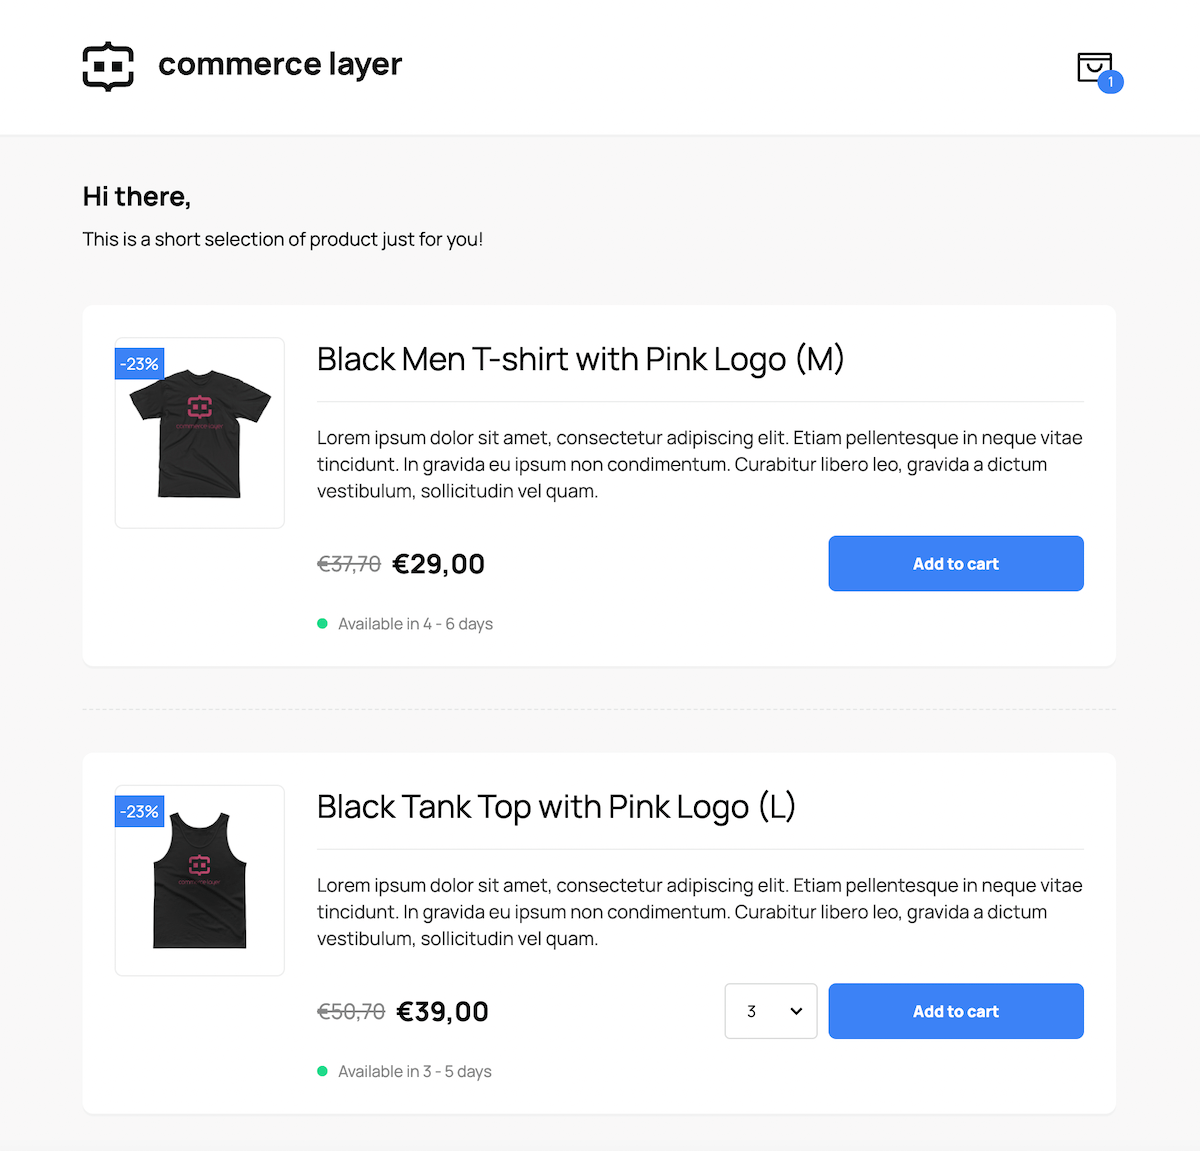 commerce layer
1
Hi there,
This is a short selection of product just for you!
-23%
commerce layer
Black Men T-shirt with Pink Logo (M)
Lorem ipsum dolor sit amet, consectetur adipiscing elit. Etiam pellentesque in neque vitae
tincidunt. In gravida eu ipsum non condimentum. Curabitur libero leo, gravida a dictum
vestibulum, sollicitudin vel quam.
€37,70 €29,00
Add to cart
Available in 4 - 6 days
-23%
commerce layer
Black Tank Top with Pink Logo (L)
Lorem ipsum dolor sit amet, consectetur adipiscing elit. Etiam pellentesque in neque vitae
tincidunt. In gravida eu ipsum non condimentum. Curabitur libero leo, gravida a dictum
vestibulum, sollicitudin vel quam.
€50,70 €39,00
3
Add to cart
Available in 3 - 5 days